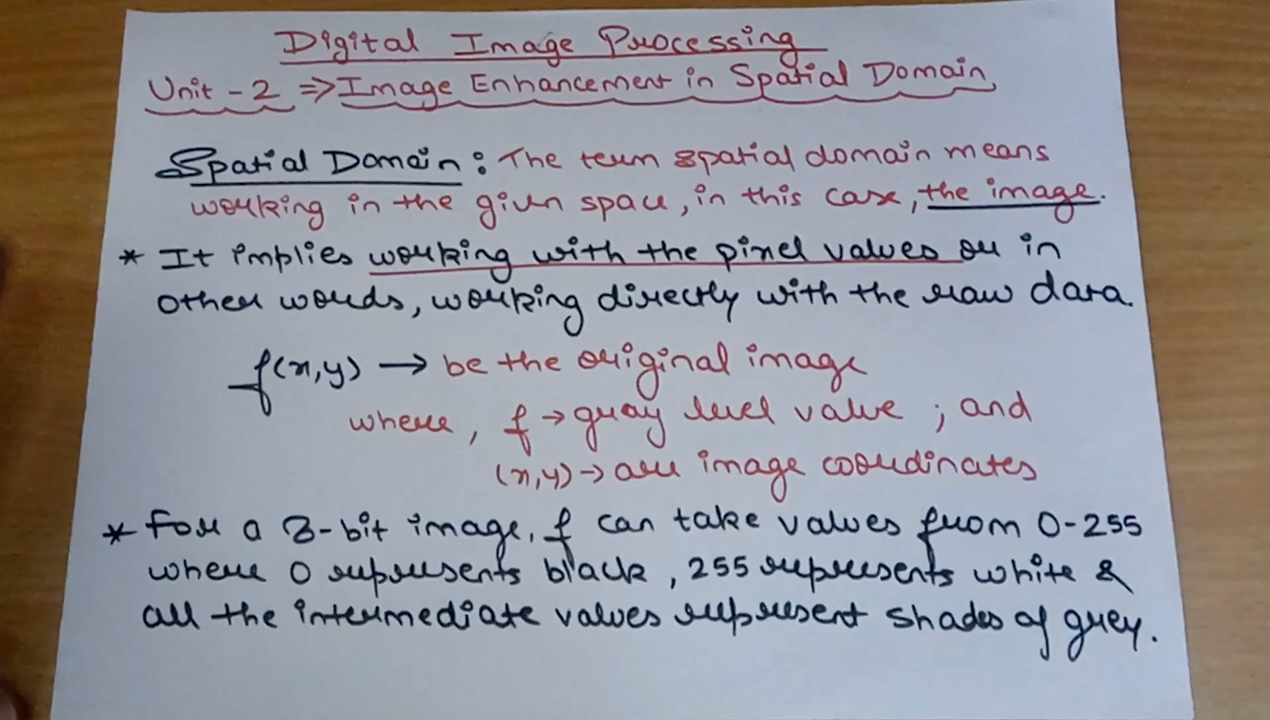 Digital Image Processing
Unit - 2 ⇒ Image Enhancement in Spatial Domain
Spatial Domain : The term spatial domain means
working in the given space, in this case, the image.
* It implies working with the pixel values or in
other words, working directly with the raw data.
f(x,y) → be the original image
where, f → gray level value ; and
(x,y) → are image coordinates
* For a 8-bit image, f can take values from 0-255
where 0 represents black, 255 represents white &
all the intermediate values represent shades of grey.